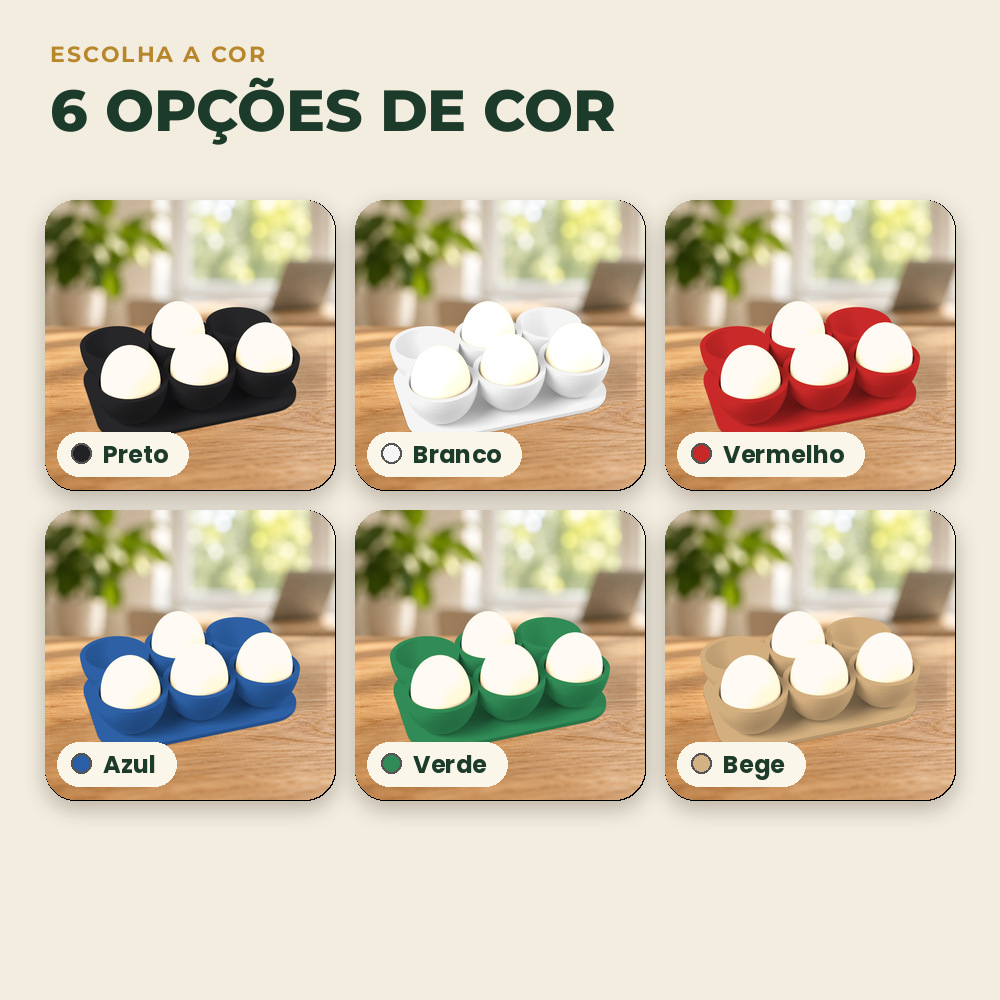 ESCOLHA A COR
6 OPÇÕES DE COR
Preto
Branco
Vermelho
Azul
Verde
Bege